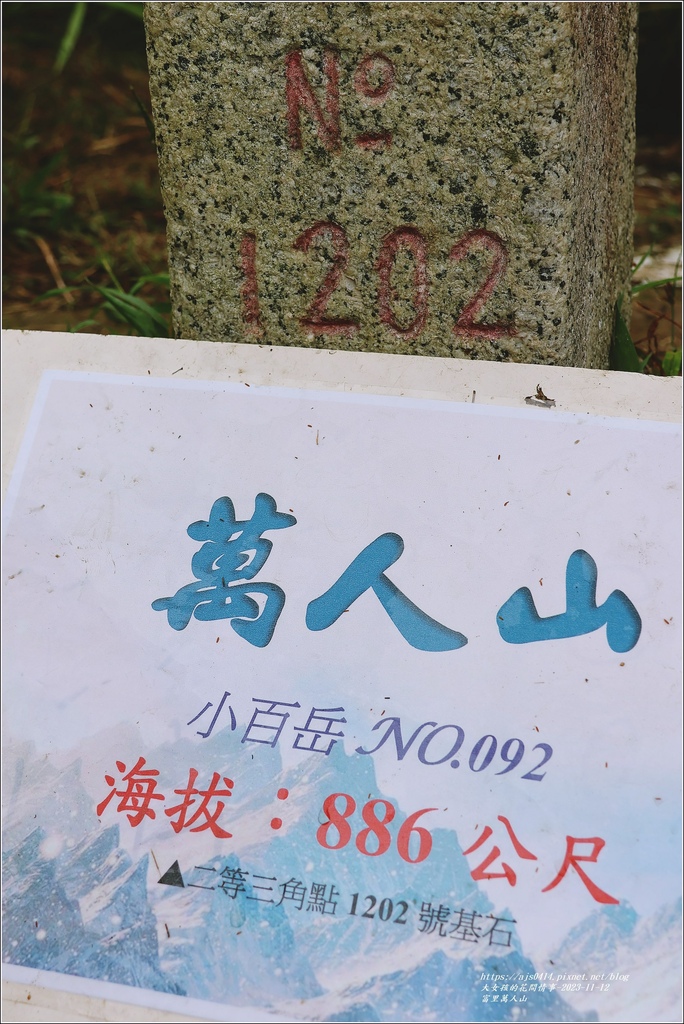 Nº
1202
萬人山
小百岳 NO.092
海拔：886 公尺
▲二等三角點 1202 號基石
https://ajs0414.pixnet.net/blog
大女孩的花間情事-2023-11-12
富里萬人山